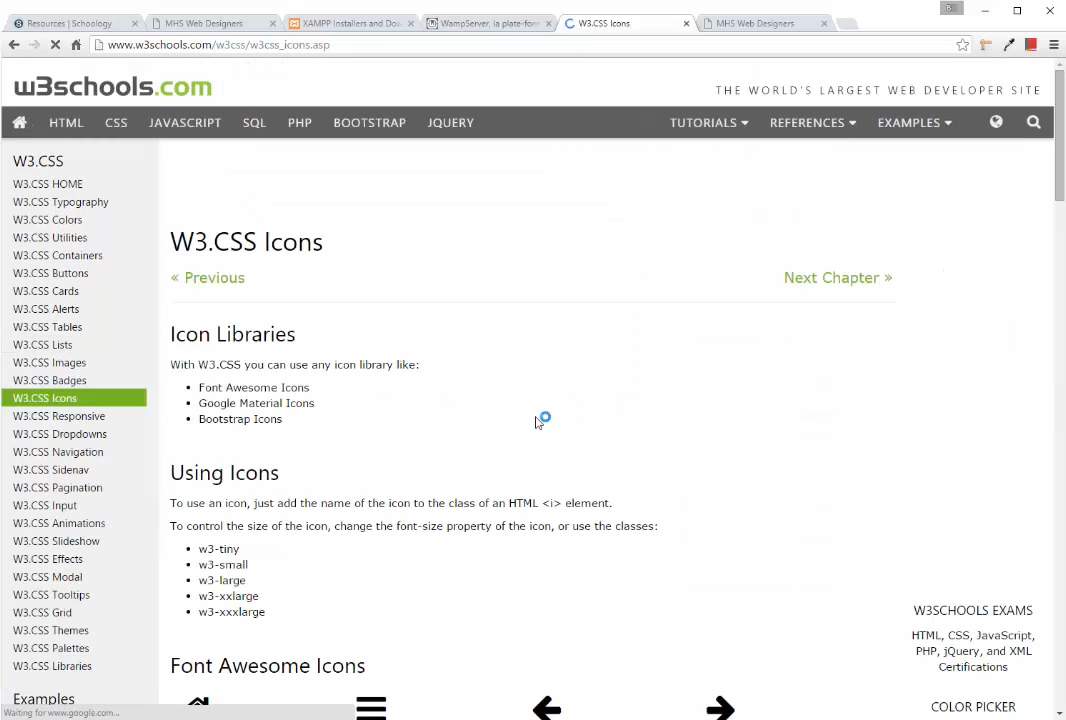 Bill
Resources | Schoology
MHS Web Designers
XAMPP Installers and Do
WampServer, la plate-for
W3.CSS Icons
MHS Web Designers
www.w3schools.com/w3css/w3css_icons.asp
w3schools.com
THE WORLD'S LARGEST WEB DEVELOPER SITE
HTML CSS JAVASCRIPT SQL PHP BOOTSTRAP JQUERY TUTORIALS REFERENCES EXAMPLES
W3.CSS
W3.CSS HOME
W3.CSS Typography
W3.CSS Colors
W3.CSS Utilities
W3.CSS Containers
W3.CSS Buttons
W3.CSS Cards
W3.CSS Alerts
W3.CSS Tables
W3.CSS Lists
W3.CSS Images
W3.CSS Badges
W3.CSS Icons
W3.CSS Responsive
W3.CSS Dropdowns
W3.CSS Navigation
W3.CSS Sidenav
W3.CSS Pagination
W3.CSS Input
W3.CSS Animations
W3.CSS Slideshow
W3.CSS Effects
W3.CSS Modal
W3.CSS Tooltips
W3.CSS Grid
W3.CSS Themes
W3.CSS Palettes
W3.CSS Libraries
Examples
W3.CSS Icons
« Previous
Next Chapter »
Icon Libraries
With W3.CSS you can use any icon library like:
Font Awesome Icons
Google Material Icons
Bootstrap Icons
Using Icons
To use an icon, just add the name of the icon to the class of an HTML <i> element.
To control the size of the icon, change the font-size property of the icon, or use the classes:
w3-tiny
w3-small
w3-large
w3-xxlarge
w3-xxxlarge
Font Awesome Icons
W3SCHOOLS EXAMS
HTML, CSS, JavaScript,
PHP, jQuery, and XML
Certifications
COLOR PICKER
Waiting for www.google.com...